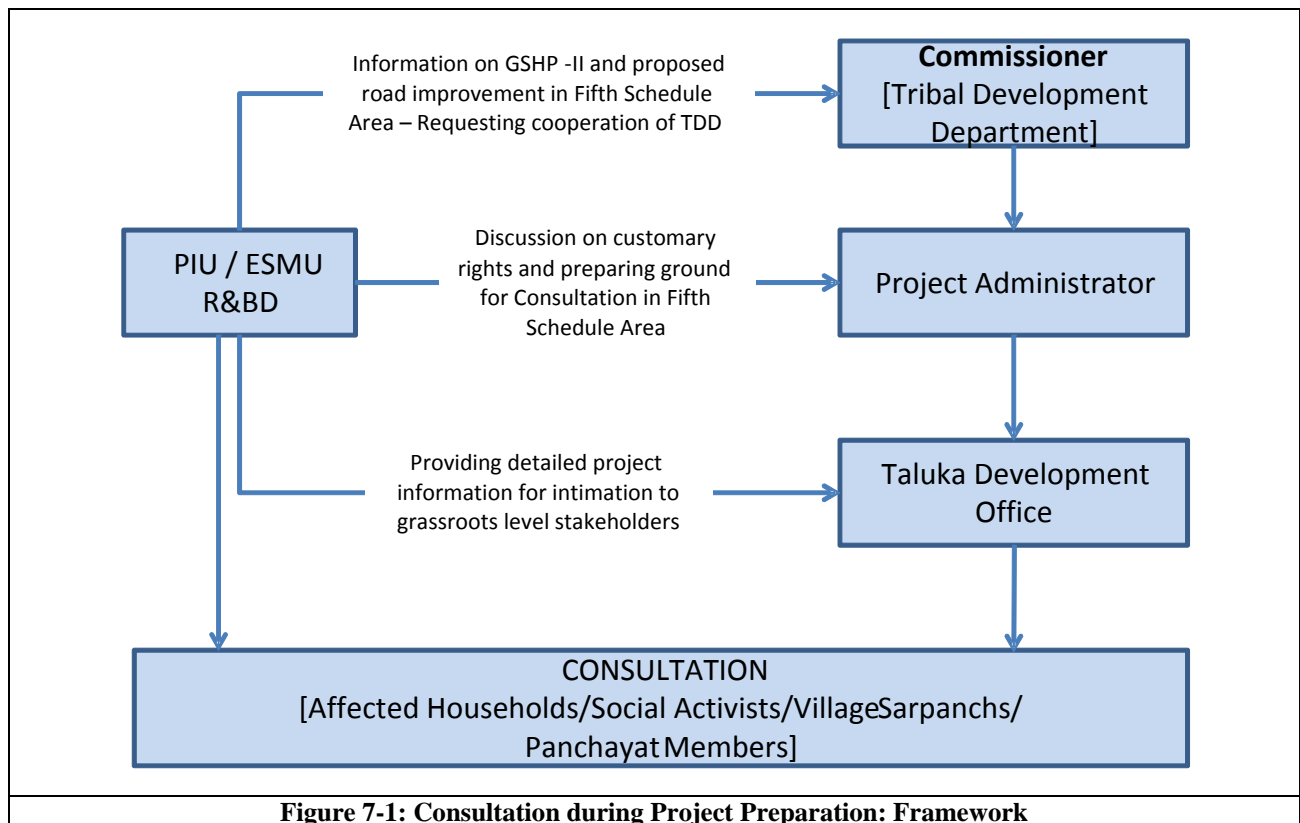 Information on GSHP -II and proposed
road improvement in Fifth Schedule
Area – Requesting cooperation of TDD
Commissioner
[Tribal Development
Department]
PIU / ESMU
R&BD
Discussion on customary
rights and preparing ground
for Consultation in Fifth
Schedule Area
Project Administrator
Providing detailed project
information for intimation to
grassroots level stakeholders
Taluka Development
Office
CONSULTATION
[Affected Households/Social Activists/VillageSarpanchs/
Panchayat Members]
Figure 7-1: Consultation during Project Preparation: Framework